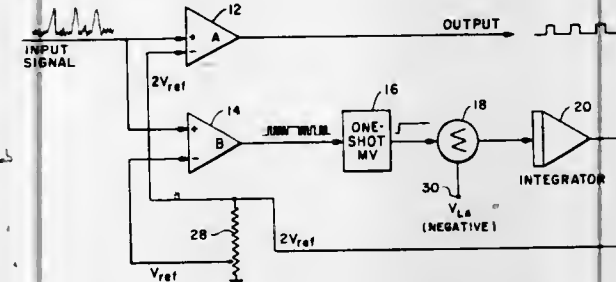 12
A
+
−
OUTPUT
INPUT
SIGNAL
2Vref
14
16
18
20
+
−
B
ONE-
SHOT
MV
INTEGRATOR
30
VLA
(NEGATIVE)
28
2Vref
Vref